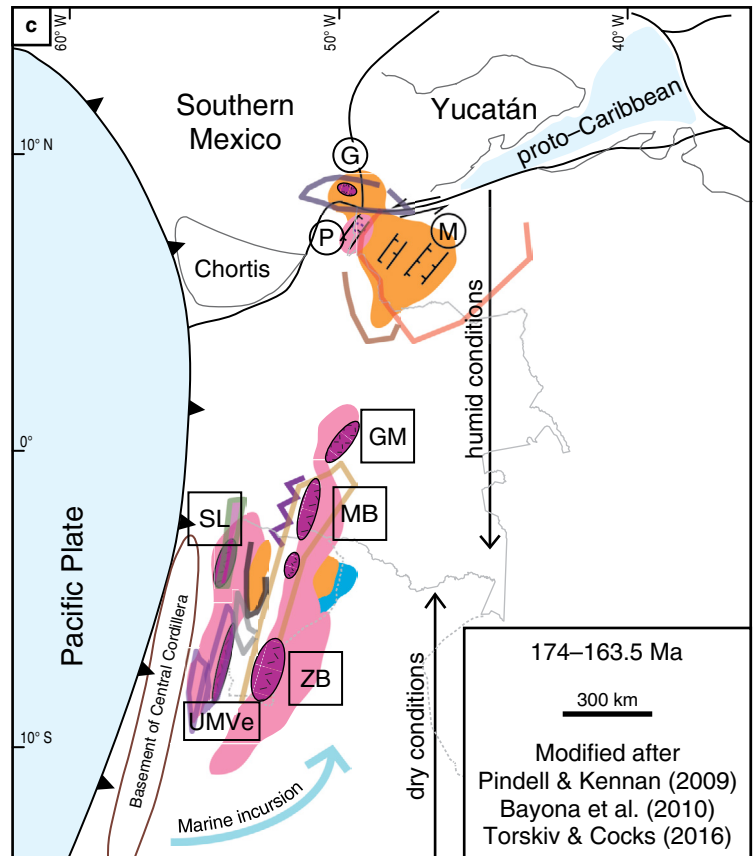 c
60° W
50° W
40° W
Southern
Mexico
Yucatán
proto–Caribbean
10° N
G
P
M
Chortis
humid conditions
0°
GM
MB
SL
Pacific Plate
Basement of Central Cordillera
ZB
UMVe
10° S
dry conditions
Marine incursion
174–163.5 Ma
300 km
Modified after
Pindell & Kennan (2009)
Bayona et al. (2010)
Torskiv & Cocks (2016)